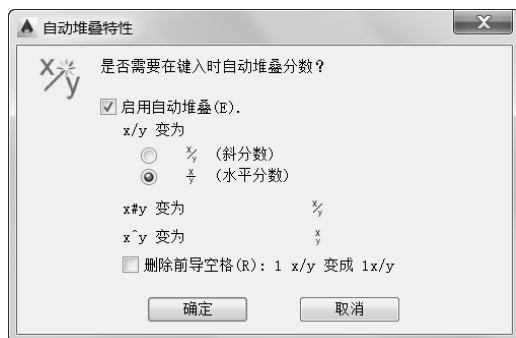 自动堆叠特性
X
x/y
是否需要在键入时自动堆叠分数?
启用自动堆叠(E).
x/y 变为
x/y (斜分数)
x/y (水平分数)
x#y 变为 x/y
x^y 变为 x y
删除前导空格(R): 1 x/y 变成 1x/y
确定 取消